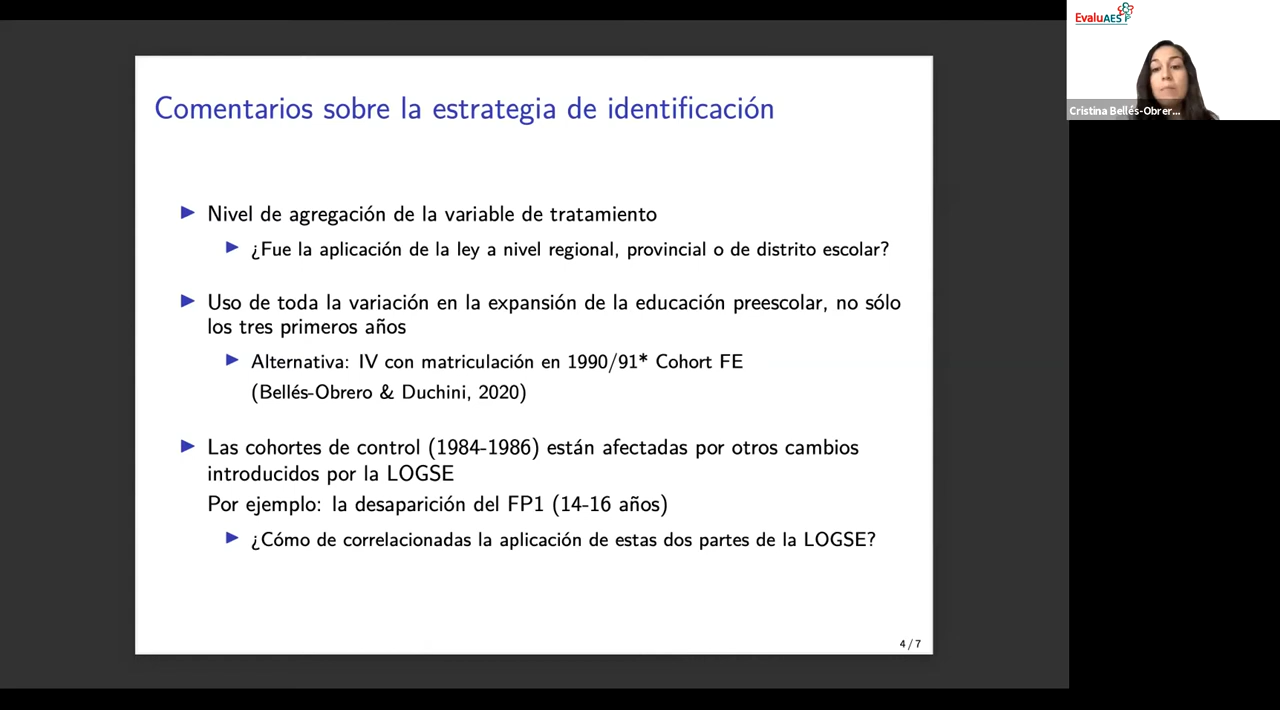 Comentarios sobre la estrategia de identificación
Nivel de agregación de la variable de tratamiento
¿Fue la aplicación de la ley a nivel regional, provincial o de distrito escolar?
Uso de toda la variación en la expansión de la educación preescolar, no sólo
los tres primeros años
Alternativa: IV con matriculación en 1990/91* Cohort FE
(Bellés-Obrero & Duchini, 2020)
Las cohortes de control (1984-1986) están afectadas por otros cambios
introducidos por la LOGSE
Por ejemplo: la desaparición del FP1 (14-16 años)
¿Cómo de correlacionadas la aplicación de estas dos partes de la LOGSE?
4 / 7
EvaluAES
Cristina Bellés-Obrer...